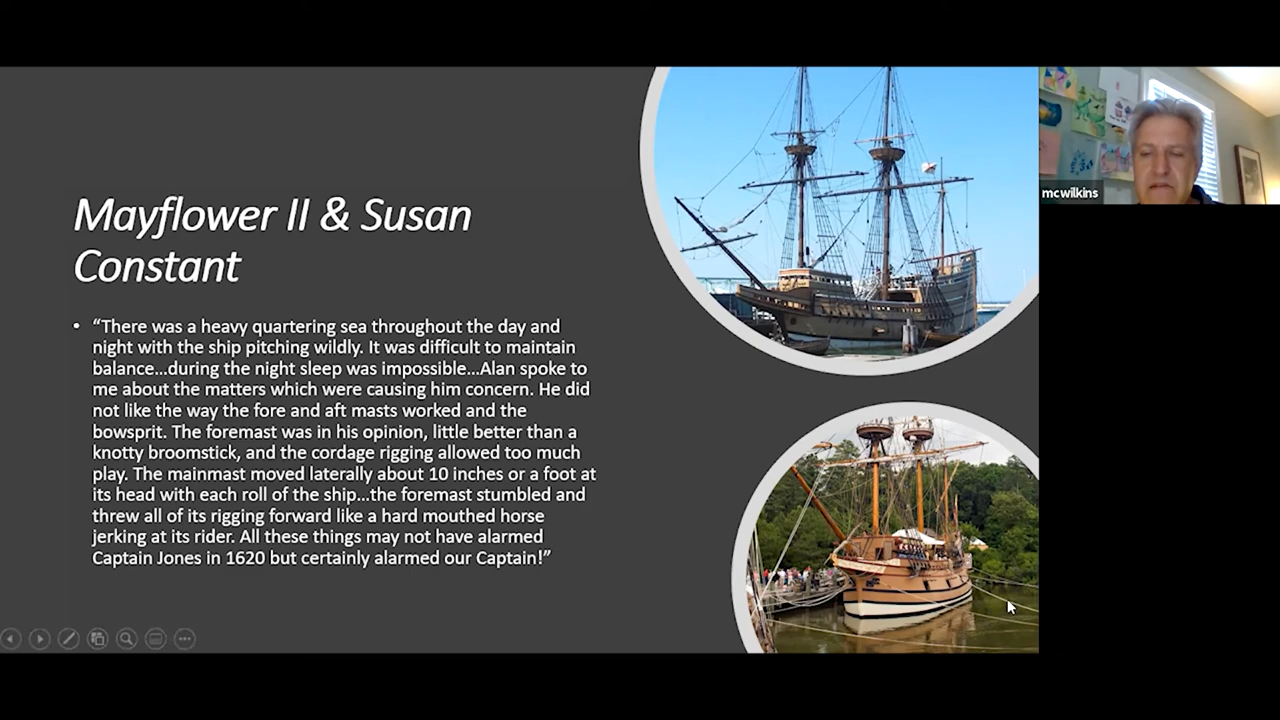 Mayflower II & Susan
Constant
• “There was a heavy quartering sea throughout the day and
night with the ship pitching wildly. It was difficult to maintain
balance...during the night sleep was impossible...Alan spoke to
me about the matters which were causing him concern. He did
not like the way the fore and aft masts worked and the
bowsprit. The foremast was in his opinion, little better than a
knotty broomstick, and the cordage rigging allowed too much
play. The mainmast moved laterally about 10 inches or a foot at
its head with each roll of the ship...the foremast stumbled and
threw all of its rigging forward like a hard mouthed horse
jerking at its rider. All these things may not have alarmed
Captain Jones in 1620 but certainly alarmed our Captain!”
mcwilkins